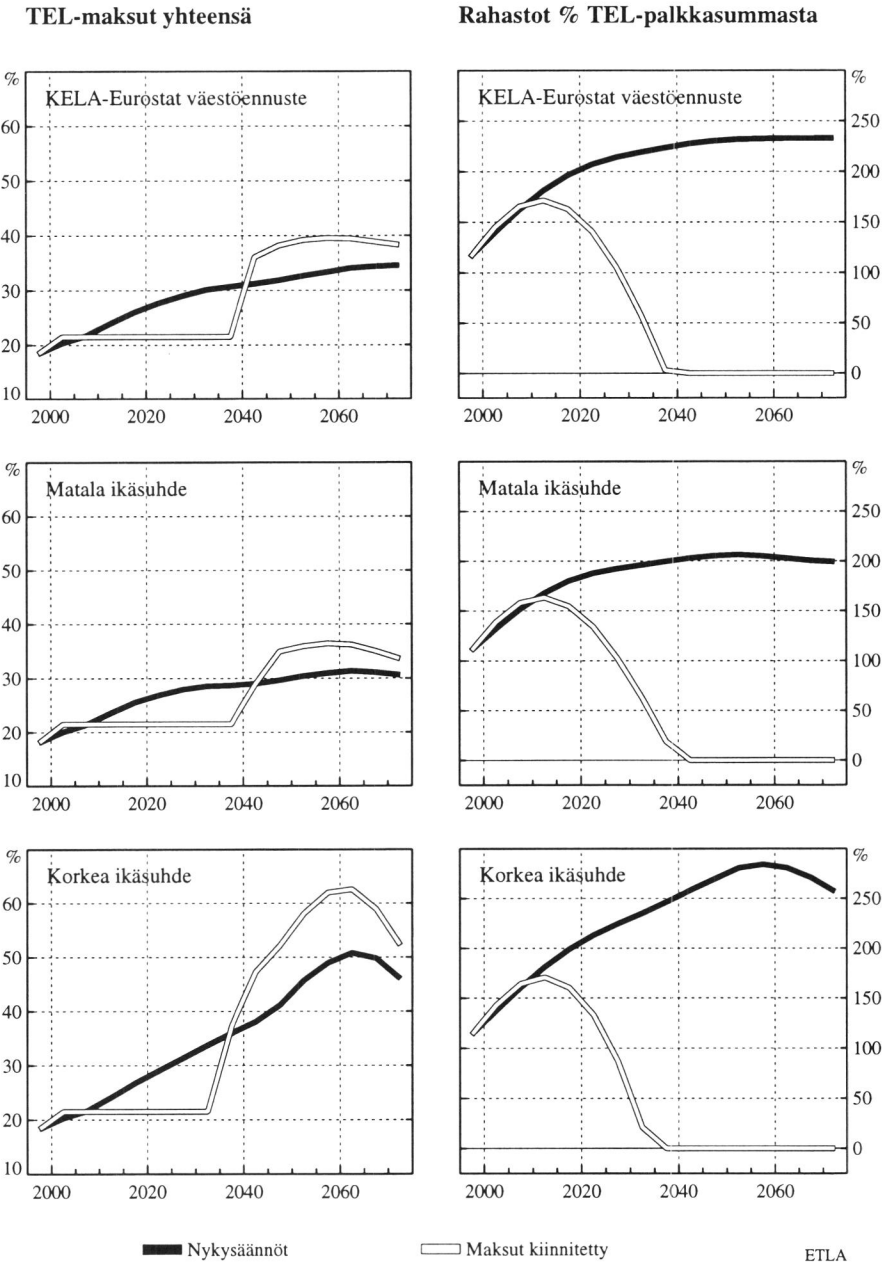 TEL-maksut yhteensä
Rahastot % TEL-palkkasummasta
%
KELA-Eurostat väestöennuste
60
50
40
30
20
10
2000 2020 2040 2060
%
KELA-Eurostat väestöennuste
250
200
150
100
50
0
2000 2020 2040 2060
%
Matala ikäsuhde
60
50
40
30
20
10
2000 2020 2040 2060
%
Matala ikäsuhde
250
200
150
100
50
0
2000 2020 2040 2060
%
Korkea ikäsuhde
60
50
40
30
20
10
2000 2020 2040 2060
%
Korkea ikäsuhde
250
200
150
100
50
0
2000 2020 2040 2060
Nykysäännöt
Maksut kiinnitetty
ETLA